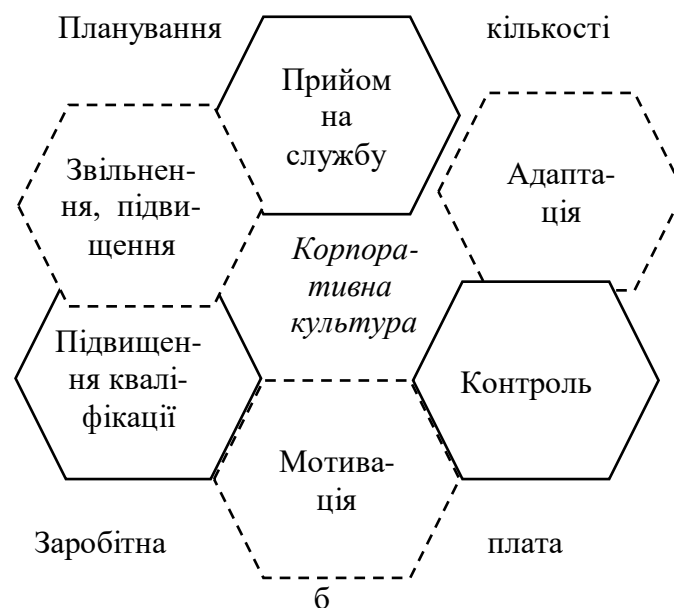 Планування кількості
Прийом
на
службу
Звільнен-
ня, підви-
щення
Адапта-
ція
Корпора-
тивна
культура
Підвищен-
ня кваlі-
фікації
Контроль
Мотива-
ція
Заробітна плата
б